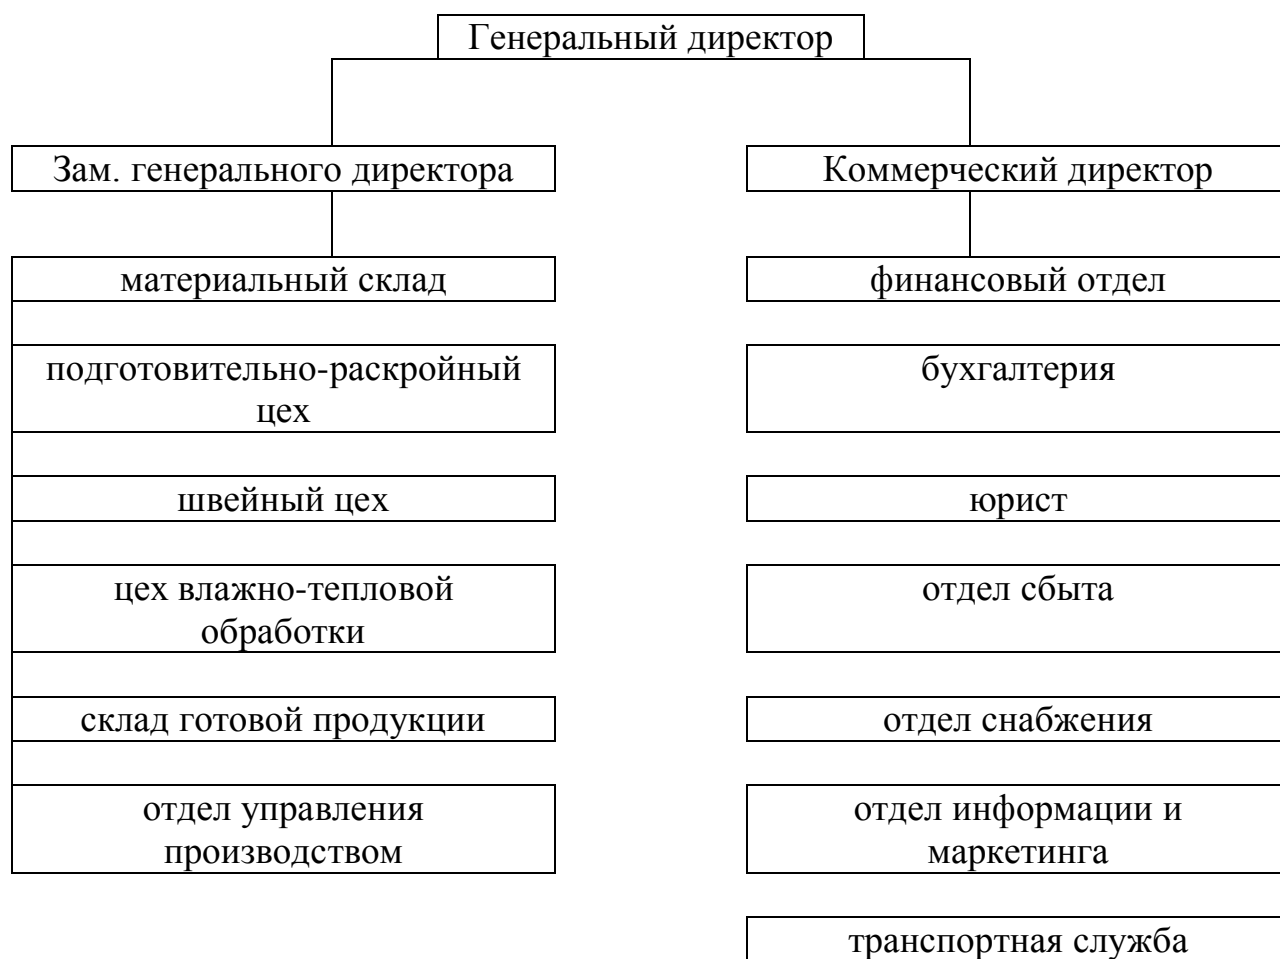 Генеральный директор
Зам. генерального директора
Коммерческий директор
материальный склад
финансовый отдел
подготовительно-раскройный
цех
бухгалтерия
швейный цех
юрист
цех влажно-тепловой
обработки
отдел сбыта
склад готовой продукции
отдел снабжения
отдел управления
производством
отдел информации и
маркетинга
транспортная служба